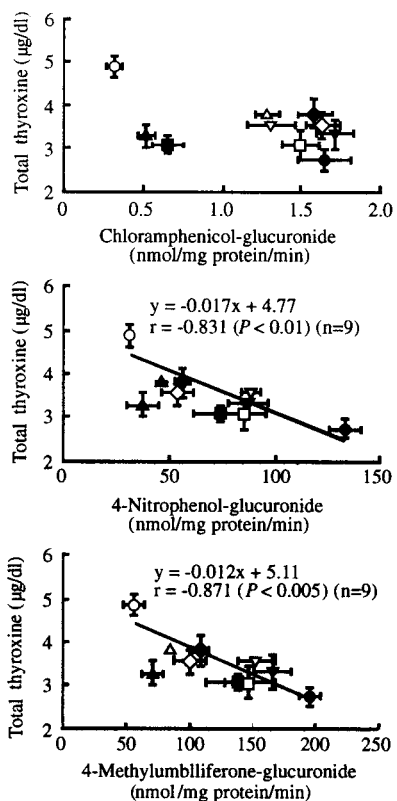 6
5
4
3
2
Total thyroxine (µg/dl)
0 0.5 1.0 1.5 2.0
Chloramphenicol-glucuronide
(nmol/mg protein/min)
y = -0.017x + 4.77
r = -0.831 (P < 0.01) (n=9)
6
5
4
3
2
Total thyroxine (µg/dl)
0 50 100 150
4-Nitrophenol-glucuronide
(nmol/mg protein/min)
y = -0.012x + 5.11
r = -0.871 (P < 0.005) (n=9)
6
5
4
3
2
Total thyroxine (µg/dl)
0 50 100 150 200 250
4-Methylumblliferone-glucuronide
(nmol/mg protein/min)